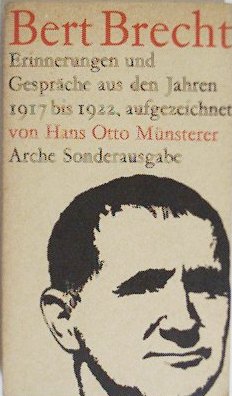 Bert Brecht
Erinnerungen und
Gespräche aus den Jahren
1917 bis 1922, aufgezeichnet
von Hans Otto Münsterer
Arche Sonderausgabe